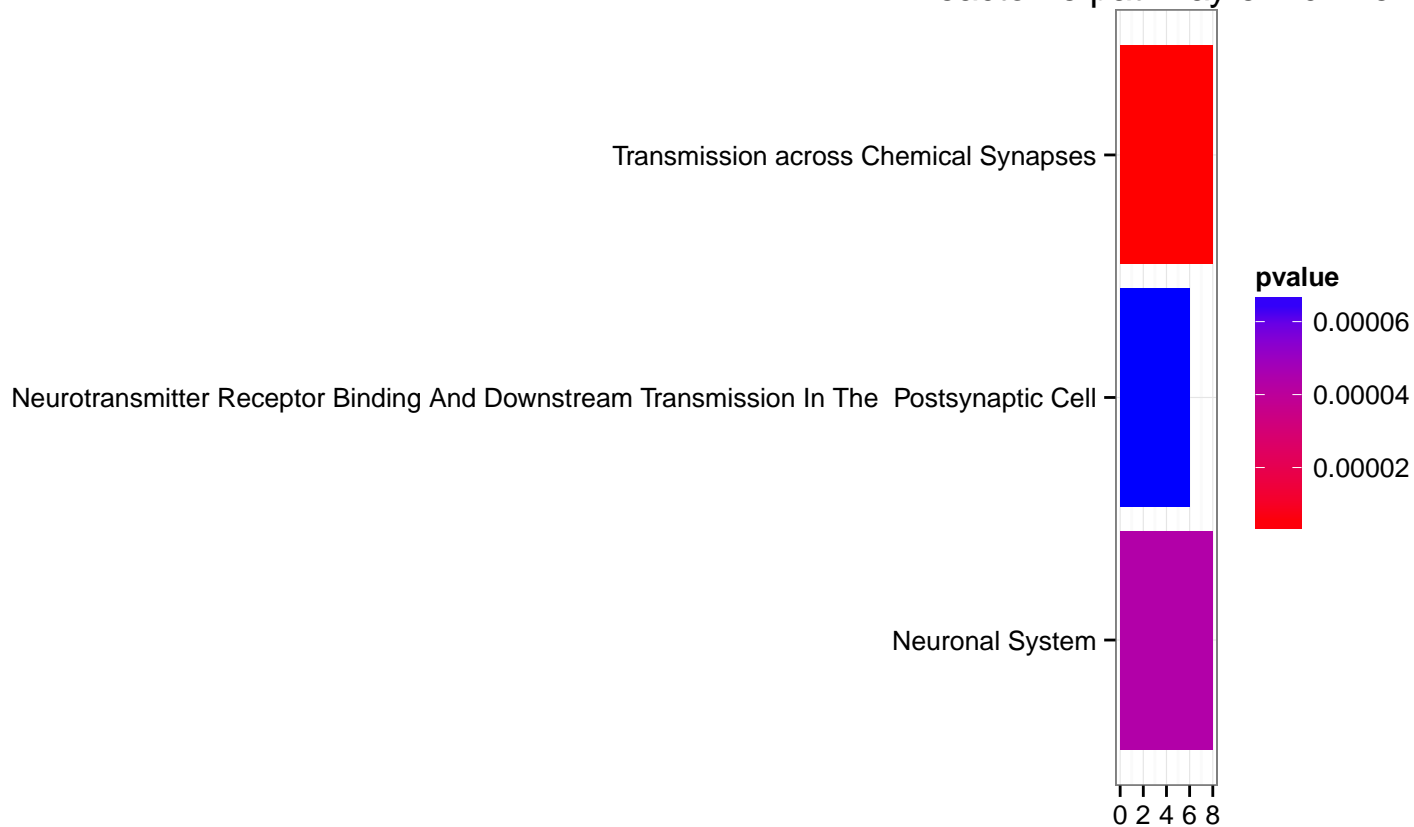 Transmission across Chemical Synapses
pvalue
0.00006
Neurotransmitter Receptor Binding And Downstream Transmission In The  Postsynaptic Cell
0.00004
0.00002
Neuronal System
0 2 4 6 8